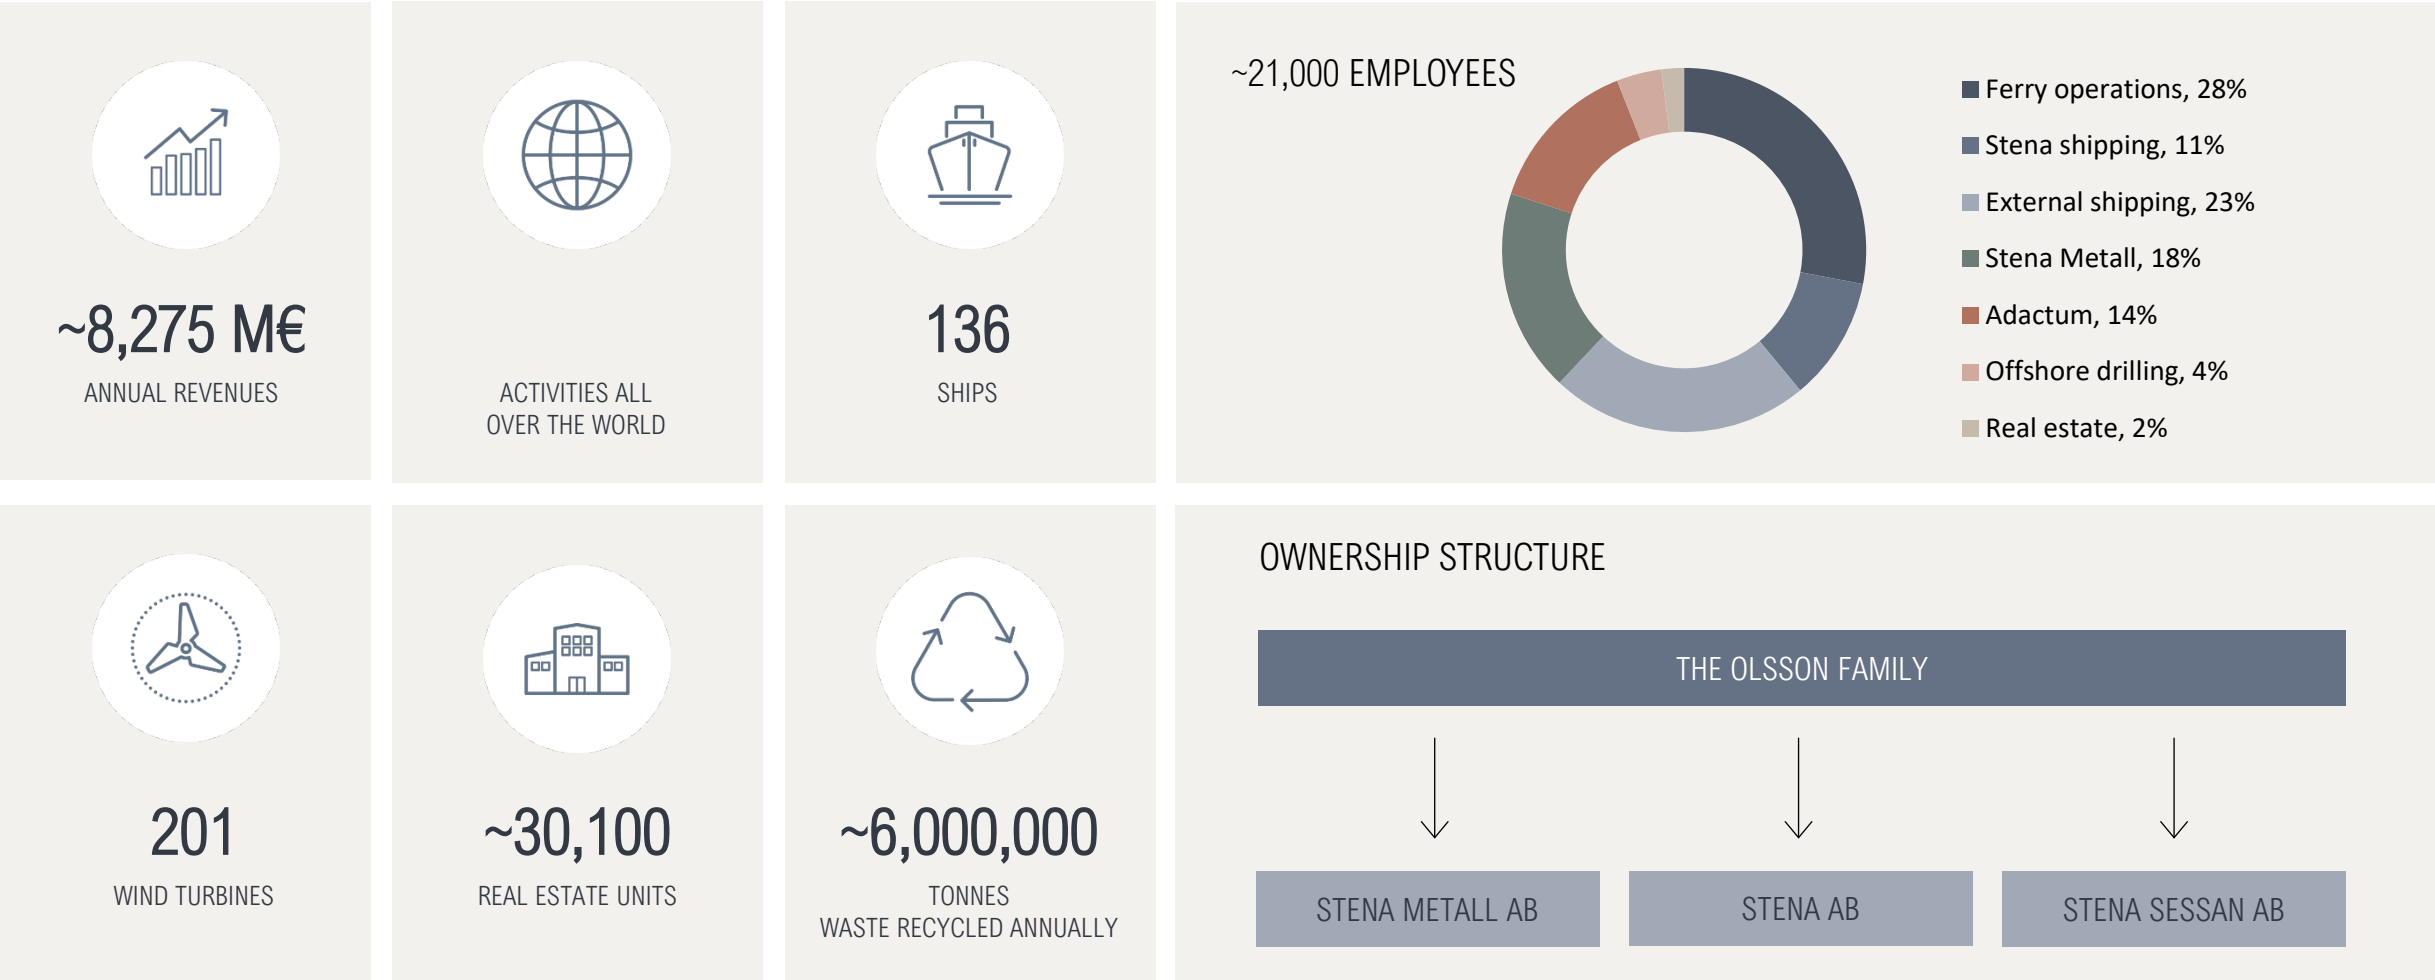 ~8,275 M€
ANNUAL REVENUES
ACTIVITIES ALL
OVER THE WORLD
136
SHIPS
~21,000 EMPLOYEES
Ferry operations, 28%
Stena shipping, 11%
External shipping, 23%
Stena Metall, 18%
Adactum, 14%
Offshore drilling, 4%
Real estate, 2%
201
WIND TURBINES
~30,100
REAL ESTATE UNITS
~6,000,000
TONNES
WASTE RECYCLED ANNUALLY
OWNERSHIP STRUCTURE
THE OLSSON FAMILY
STENA METALL AB
STENA AB
STENA SESSAN AB